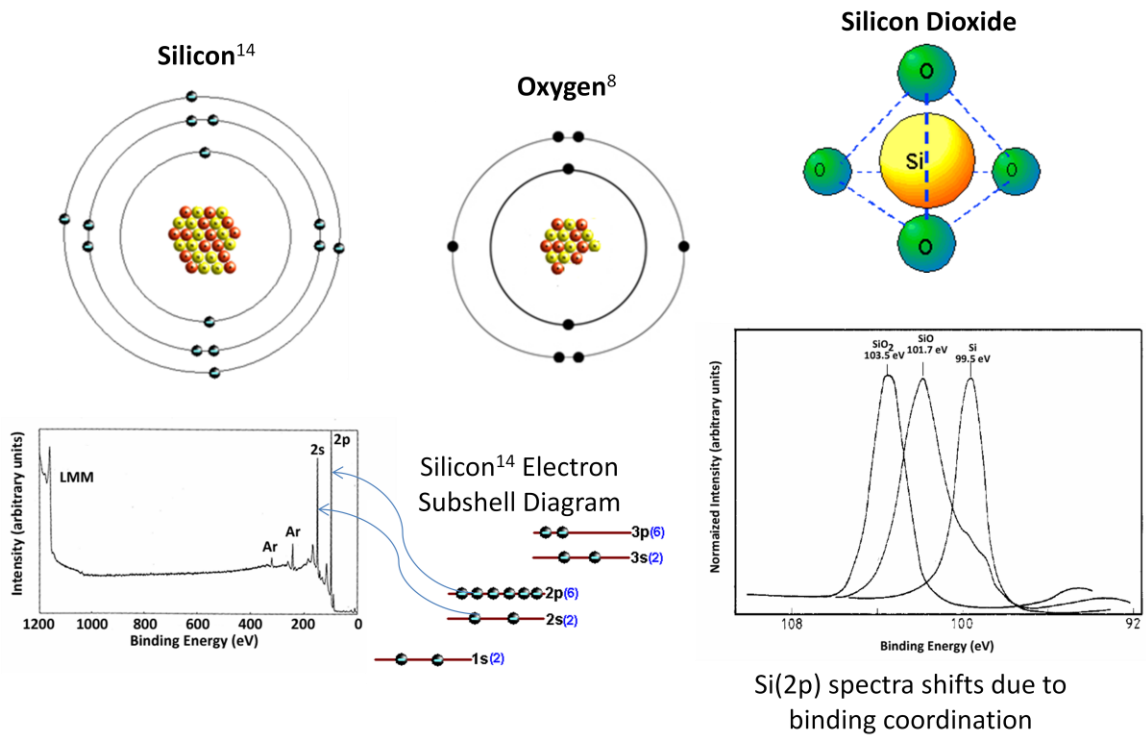 Silicon14
Oxygen8
Silicon Dioxide
O
Si
O
O
O
Intensity (arbitrary units)
LMM
Ar
Ar
2s
2p
1200
1000
800
600
400
200
0
Binding Energy (eV)
Silicon14 Electron
Subshell Diagram
3p(6)
3s(2)
2p(6)
2s(2)
1s(2)
Normaized Intensity (arbitrary units)
SiO2
103.5 eV
SiO
101.7 eV
Si
99.5 eV
108
100
92
Binding Energy (eV)
Si(2p) spectra shifts due to
binding coordination